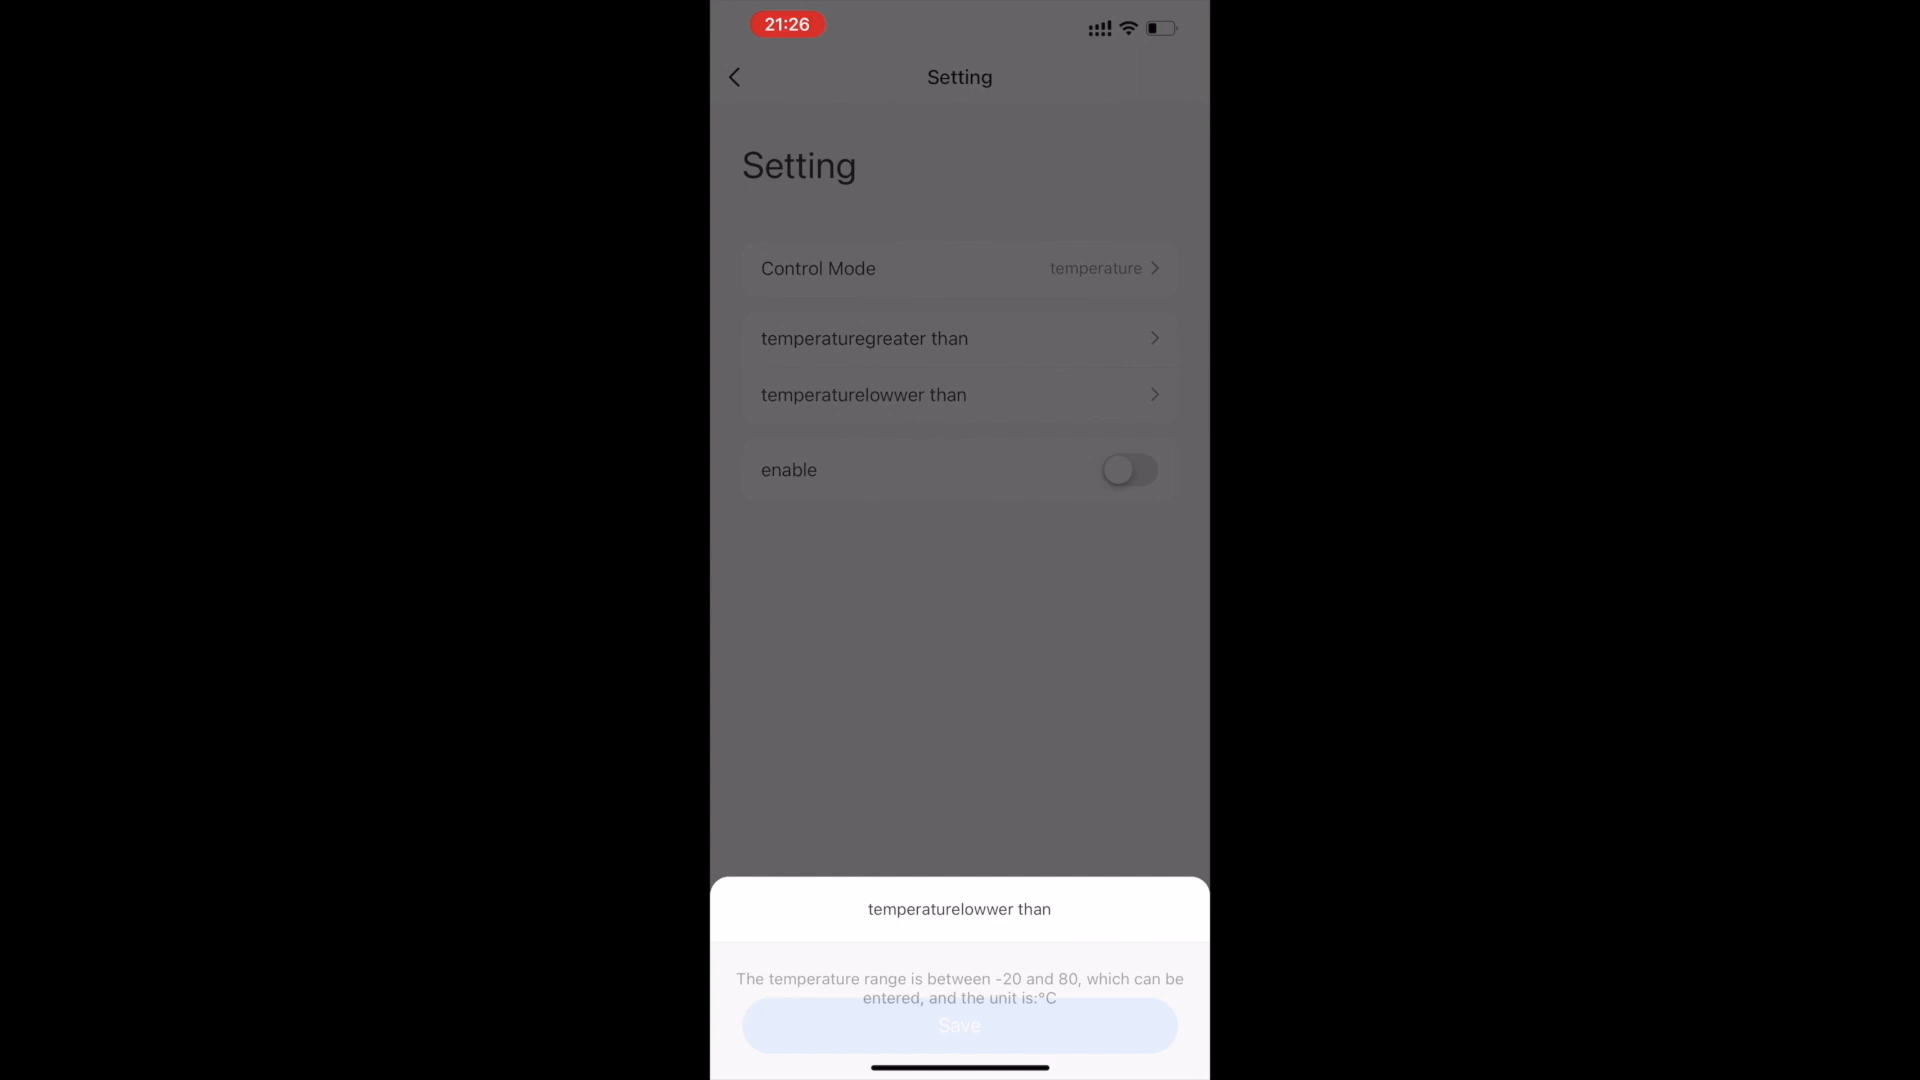 21:26
Setting
Setting
Control Mode temperature
temperaturegreater than
temperaturelowwer than
enable
temperaturelowwer than
The temperature range is between -20 and 80, which can be
entered, and the unit is:°C
Save